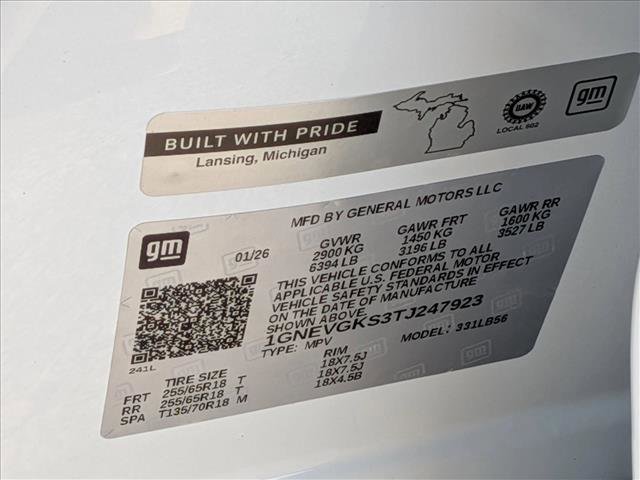 BUILT WITH PRIDE
Lansing, Michigan
UAW
LOCAL 602
gm
MFD BY GENERAL MOTORS LLC
gm
01/26
GVWR GAWR FRT GAWR RR
2900 KG 1450 KG 1600 KG
6394 LB 3196 LB 3527 LB
THIS VEHICLE CONFORMS TO ALL
APPLICABLE U.S. FEDERAL MOTOR
VEHICLE SAFETY STANDARDS IN EFFECT
ON THE DATE OF MANUFACTURE
SHOWN ABOVE.
1GNEVGKS3TJ247923
TYPE: MPV MODEL: 331LB56
241L
TIRE SIZE RIM
FRT 255/65R18 T 18X7.5J
RR 255/65R18 T 18X7.5J
SPA T135/70R18 M 18X4.5B